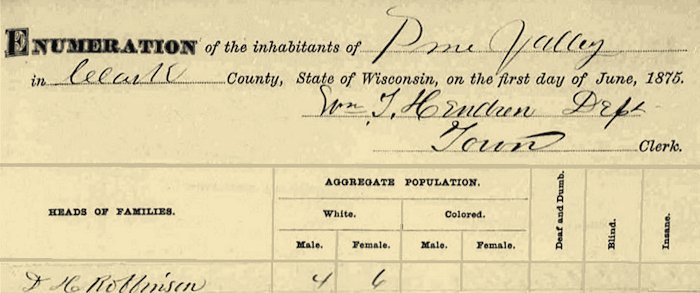 ENUMERATION of the inhabitants of Pine Valley
in Clark County, State of Wisconsin, on the first day of June, 1875.
Wm. T. Hendren Dept
Town Clerk.
AGGREGATE POPULATION.
HEADS OF FAMILIES.
White. Colored.
Male. Female. Male. Female.
Deaf and Dumb.
Blind.
Insane.
D H Robbinson 4 6